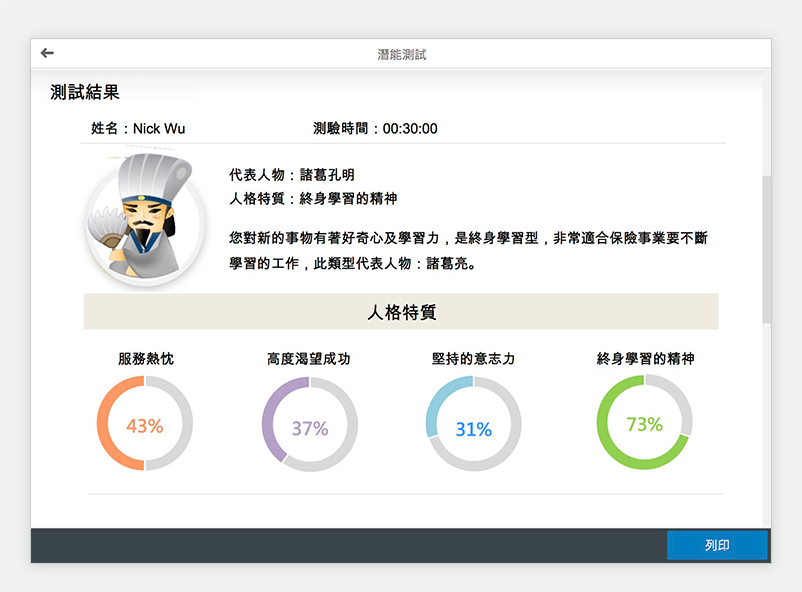 潛能測試
測試結果
姓名：Nick Wu 測驗時間：00:30:00
代表人物：諸葛孔明
人格特質：終身學習的精神
您對新的事物有著好奇心及學習力，是終身學習型，非常適合保險事業要不斷
學習的工作，此類型代表人物：諸葛亮。
人格特質
服務熱忱 高度渴望成功 堅持的意志力 終身學習的精神
43% 37% 31% 73%
列印